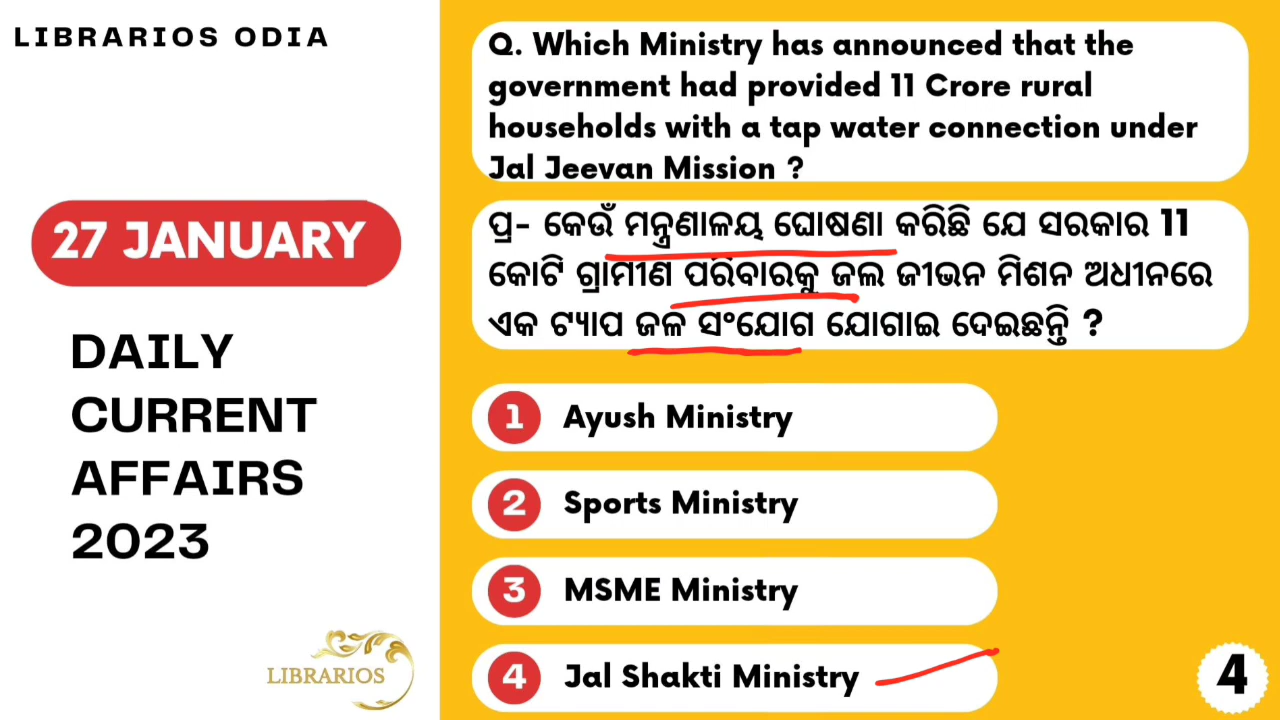 LIBRARIOS ODIA
27 JANUARY
DAILY
CURRENT
AFFAIRS
2023
LIBRARIOS
Q. Which Ministry has announced that the
government had provided 11 Crore rural
households with a tap water connection under
Jal Jeevan Mission ?
ପ୍ର- କେଉଁ ମନ୍ତ୍ରଣାଳୟ ଘୋଷଣା କରିଛି ଯେ ସରକାର 11
କୋଟି ଗ୍ରାମୀଣ ପରିବାରକୁ ଜଲ ଜୀଭନ ମିଶନ ଅଧୀନରେ
ଏକ ଟ୍ୟାପ ଜଳ ସଂଯୋଗ ଯୋଗାଇ ଦେଇଛନ୍ତି ?
1 Ayush Ministry
2 Sports Ministry
3 MSME Ministry
4 Jal Shakti Ministry
4